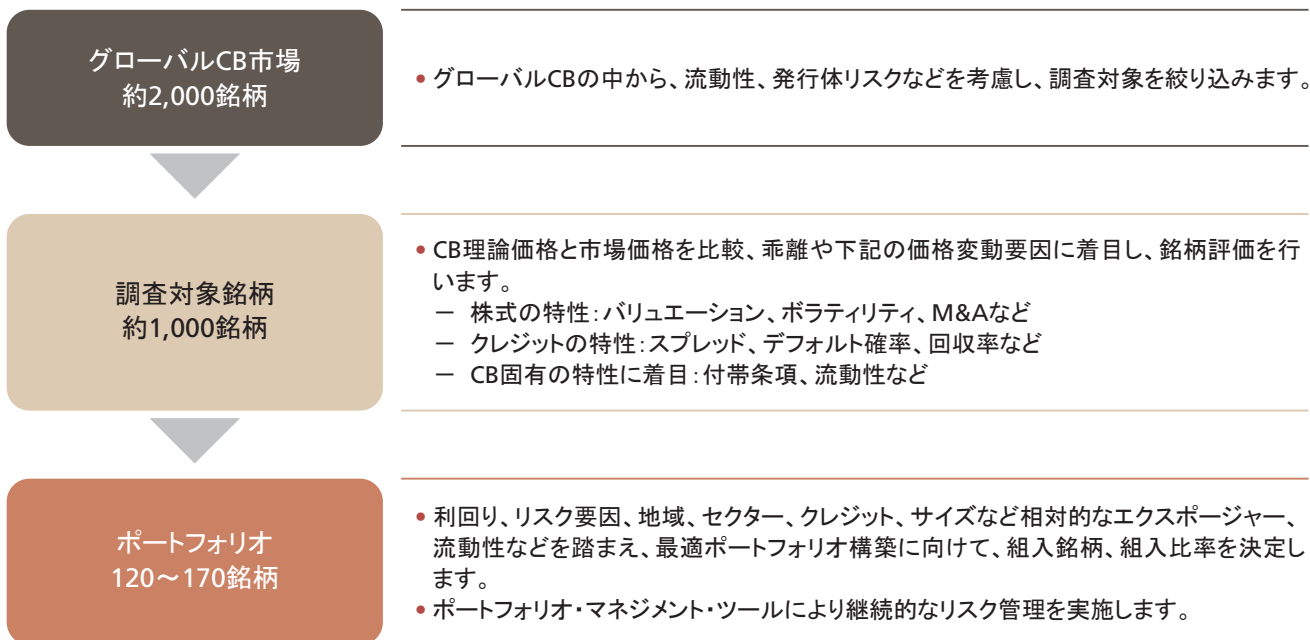 グローバルCB市場
約2,000銘柄
• グローバルCBの中から、流動性、発行体リスクなどを考慮し、調査対象を絞り込みます。
調査対象銘柄
約1,000銘柄
• CB理論価格と市場価格を比較、乖離や下記の価格変動要因に着目し、銘柄評価を行
います。
－ 株式の特性：バリュエーション、ボラティリティ、M&Aなど
－ クレジットの特性：スプレッド、デフォルト確率、回収率など
－ CB固有の特性に着目：付帯条項、流動性など
ポートフォリオ
120～170銘柄
• 利回り、リスク要因、地域、セクター、クレジット、サイズなど相対的なエクスポージャー、
流動性などを踏まえ、最適ポートフォリオ構築に向けて、組入銘柄、組入比率を決定し
ます。
• ポートフォリオ・マネジメント・ツールにより継続的なリスク管理を実施します。